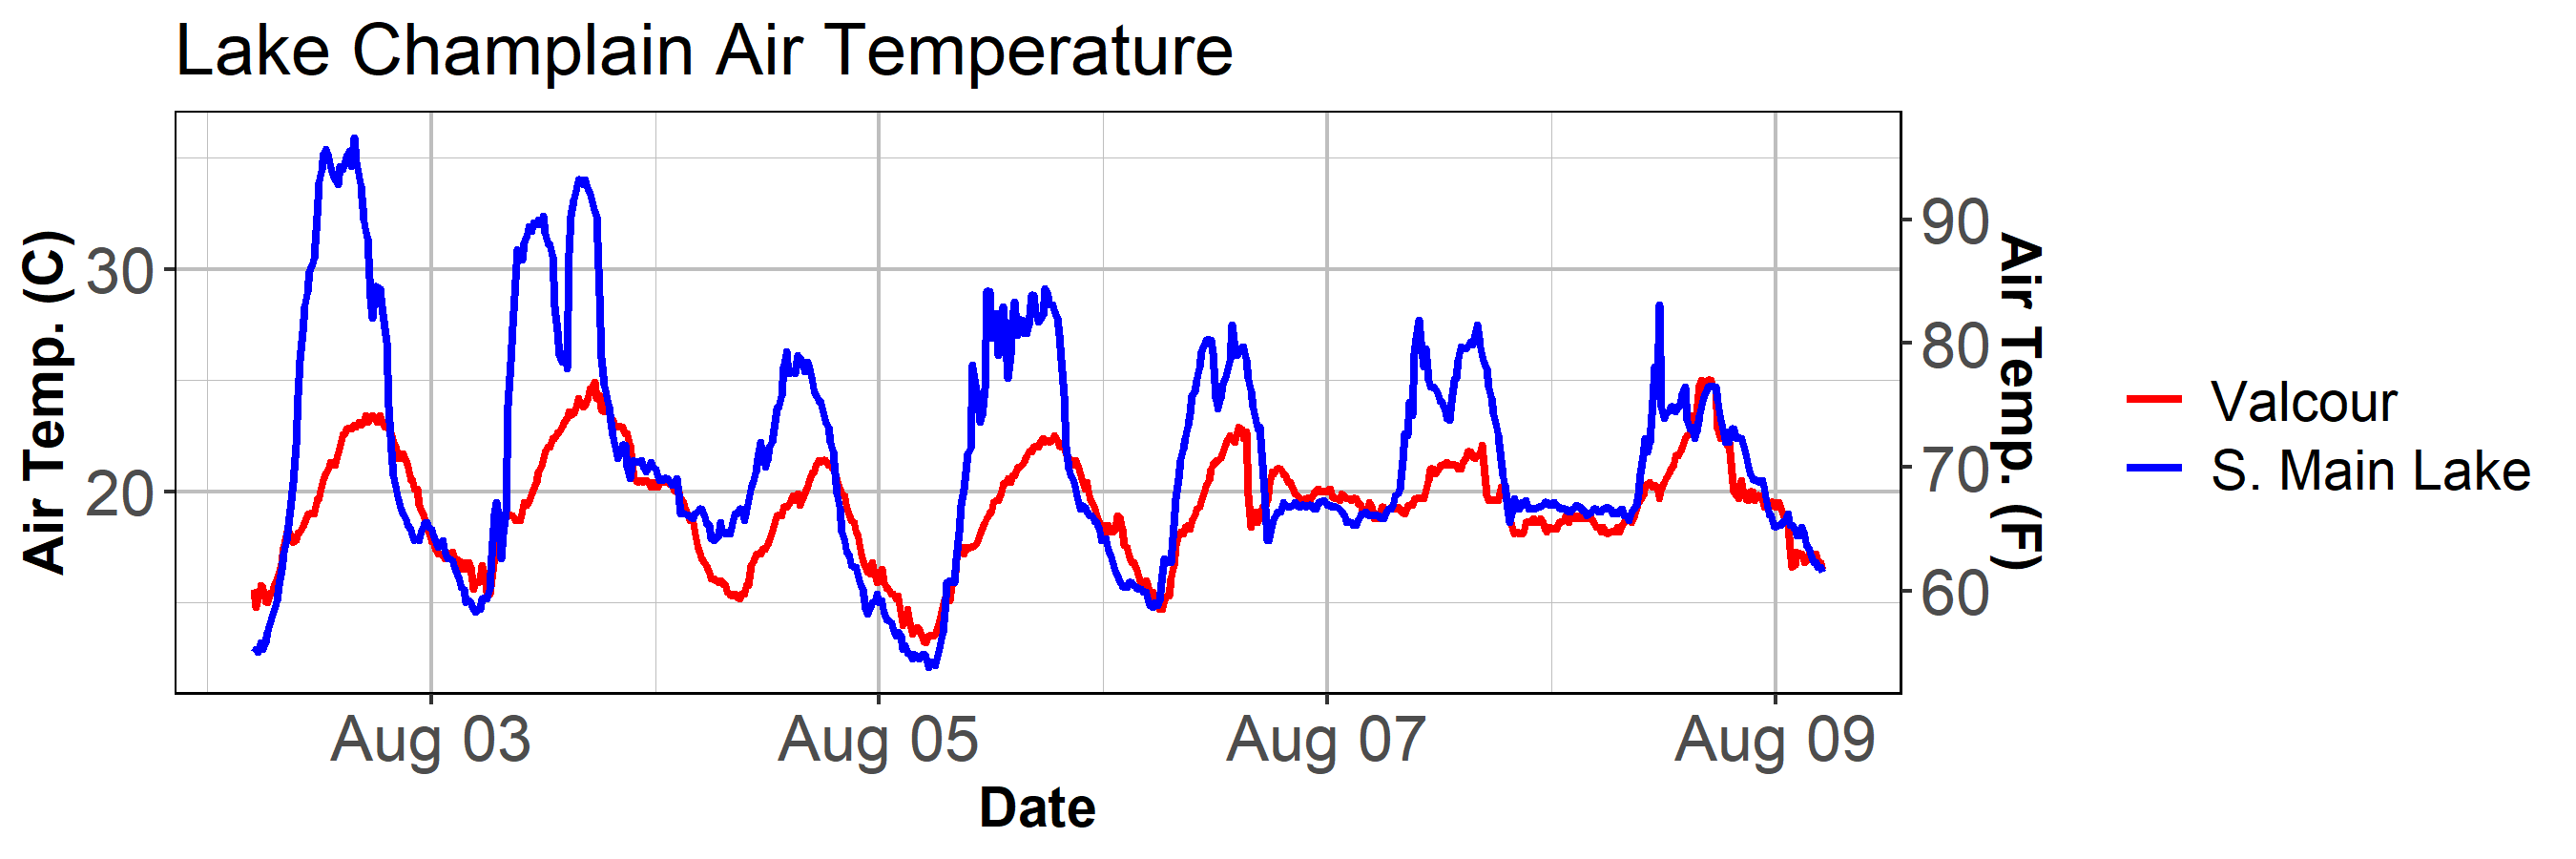 Lake Champlain Air Temperature
Air Temp. (C)
30
20
90
80
70
60
Air Temp. (F)
Aug 03
Aug 05
Aug 07
Aug 09
Date
Valcour
S. Main Lake